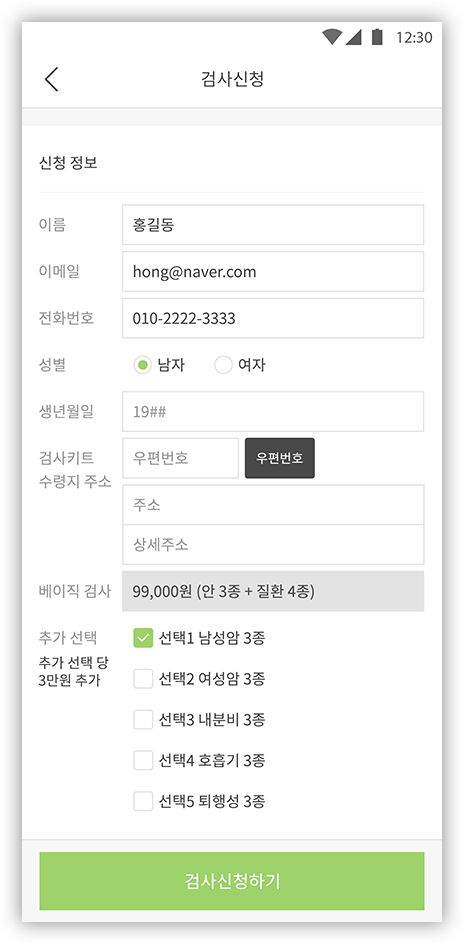 12:30
검사신청
신청 정보
이름 홍길동
이메일 hong@naver.com
전화번호 010-2222-3333
성별 남자 여자
생년월일 19##
검사키트 우편번호 우편번호
수령지 주소
주소
상세주소
베이직 검사 99,000원 (안 3종 + 질환 4종)
추가 선택 선택1 남성암 3종
추가 선택 당
3만원 추가
선택2 여성암 3종
선택3 내분비 3종
선택4 호흡기 3종
선택5 퇴행성 3종
검사신청하기